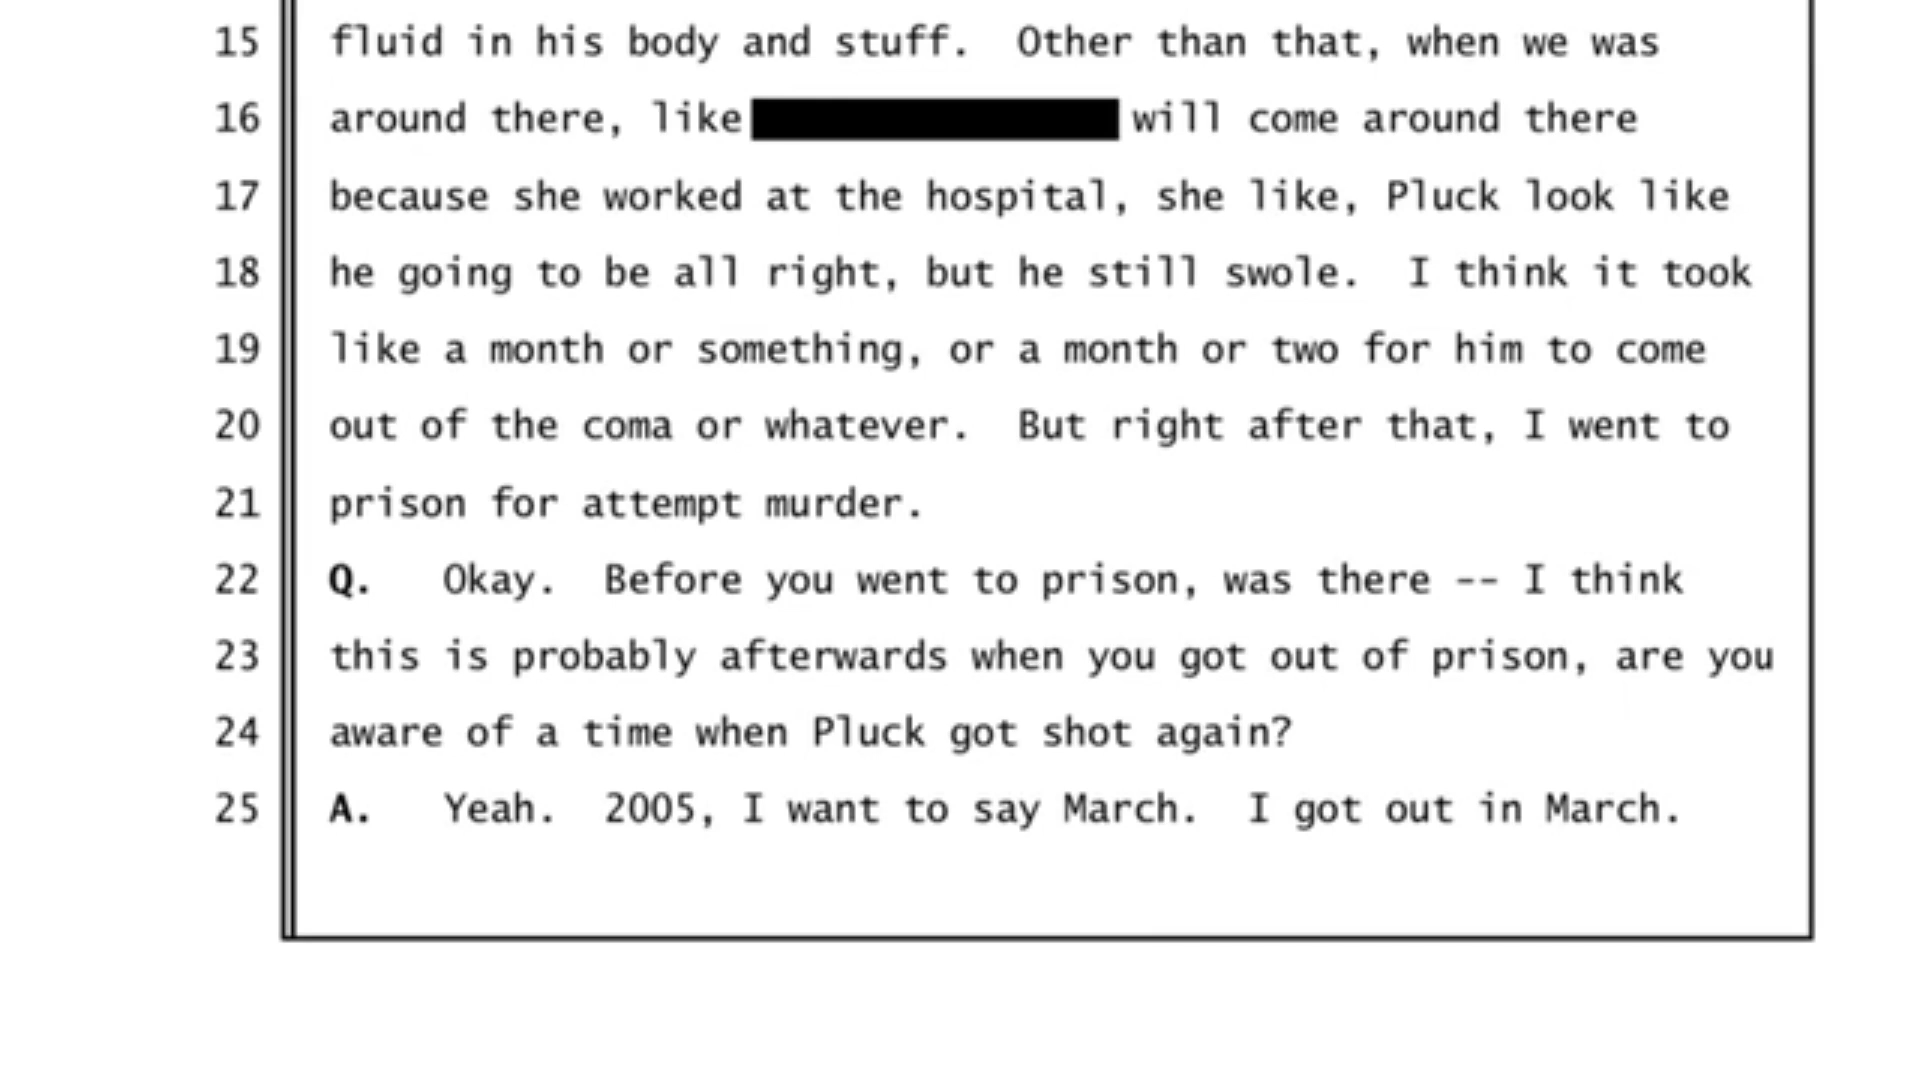 15 fluid in his body and stuff.  Other than that, when we was
16 around there, like will come around there
17 because she worked at the hospital, she like, Pluck look like
18 he going to be all right, but he still swole.  I think it took
19 like a month or something, or a month or two for him to come
20 out of the coma or whatever.  But right after that, I went to
21 prison for attempt murder.
22 Q.   Okay.  Before you went to prison, was there -- I think
23 this is probably afterwards when you got out of prison, are you
24 aware of a time when Pluck got shot again?
25 A.   Yeah.  2005, I want to say March.  I got out in March.